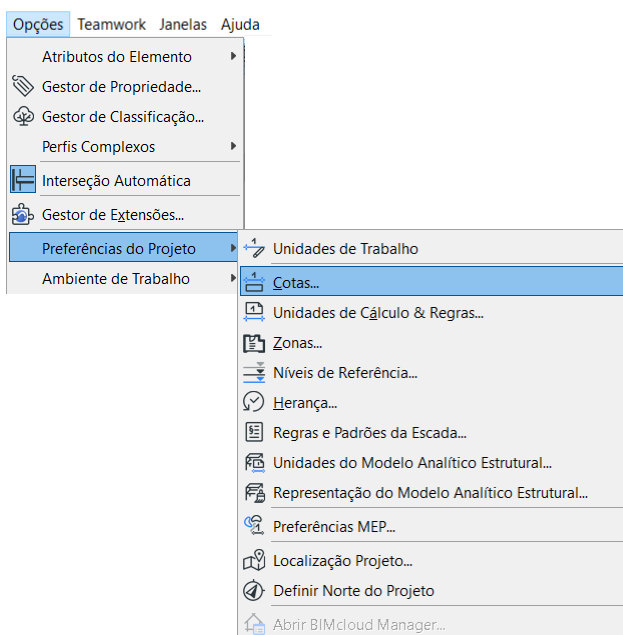 Opções Teamwork Janelas Ajuda
Atributos do Elemento
Gestor de Propriedade...
Gestor de Classificação...
Perfis Complexos
Interseção Automática
Gestor de Extensões...
Preferências do Projeto
Ambiente de Trabalho
Unidades de Trabalho
Cotas...
Unidades de Cálculo & Regras...
Zonas...
Níveis de Referência...
Herança...
Regras e Padrões da Escada...
Unidades do Modelo Analítico Estrutural...
Representação do Modelo Analítico Estrutural...
Preferências MEP...
Localização Projeto...
Definir Norte do Projeto
Abrir BIMcloud Manager...